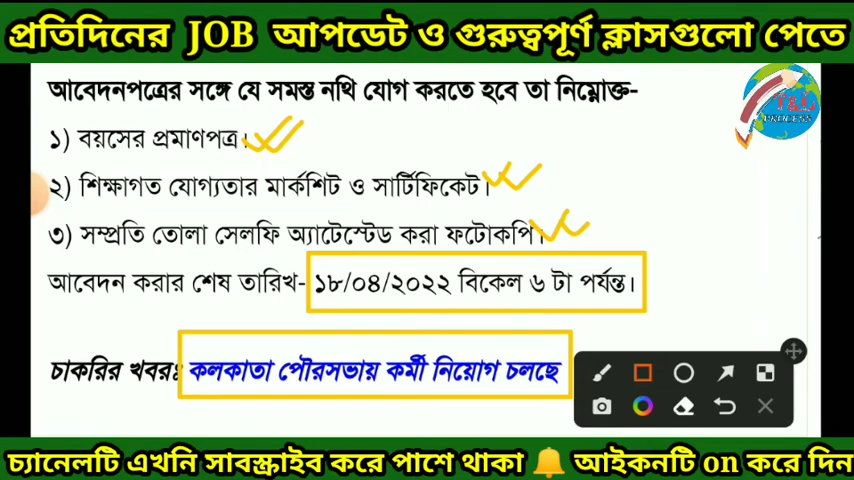 প্রতিদিনের JOB আপডেট ও গুরুত্বপূর্ণ ক্লাসগুলো পেতে
আবেদনপত্রের সঙ্গে যে সমস্ত নথি যোগ করতে হবে তা নিম্নোক্ত-
T&L
PROCESS
১) বয়সের প্রমাণপত্র।
২) শিক্ষাগত যোগ্যতার মার্কশিট ও সার্টিফিকেট।
৩) সম্প্রতি তোলা সেলফি অ্যাটেস্টেড করা ফটোকপি।
আবেদন করার শেষ তারিখ- ১৮/০৪/২০২২ বিকেল ৬ টা পর্যন্ত।
চাকরির খবরঃ কলকাতা পৌরসভায় কর্মী নিয়োগ চলছে
চ্যানেলটি এখনি সাবস্ক্রাইব করে পাশে থাকা আইকনটি on করে দিন